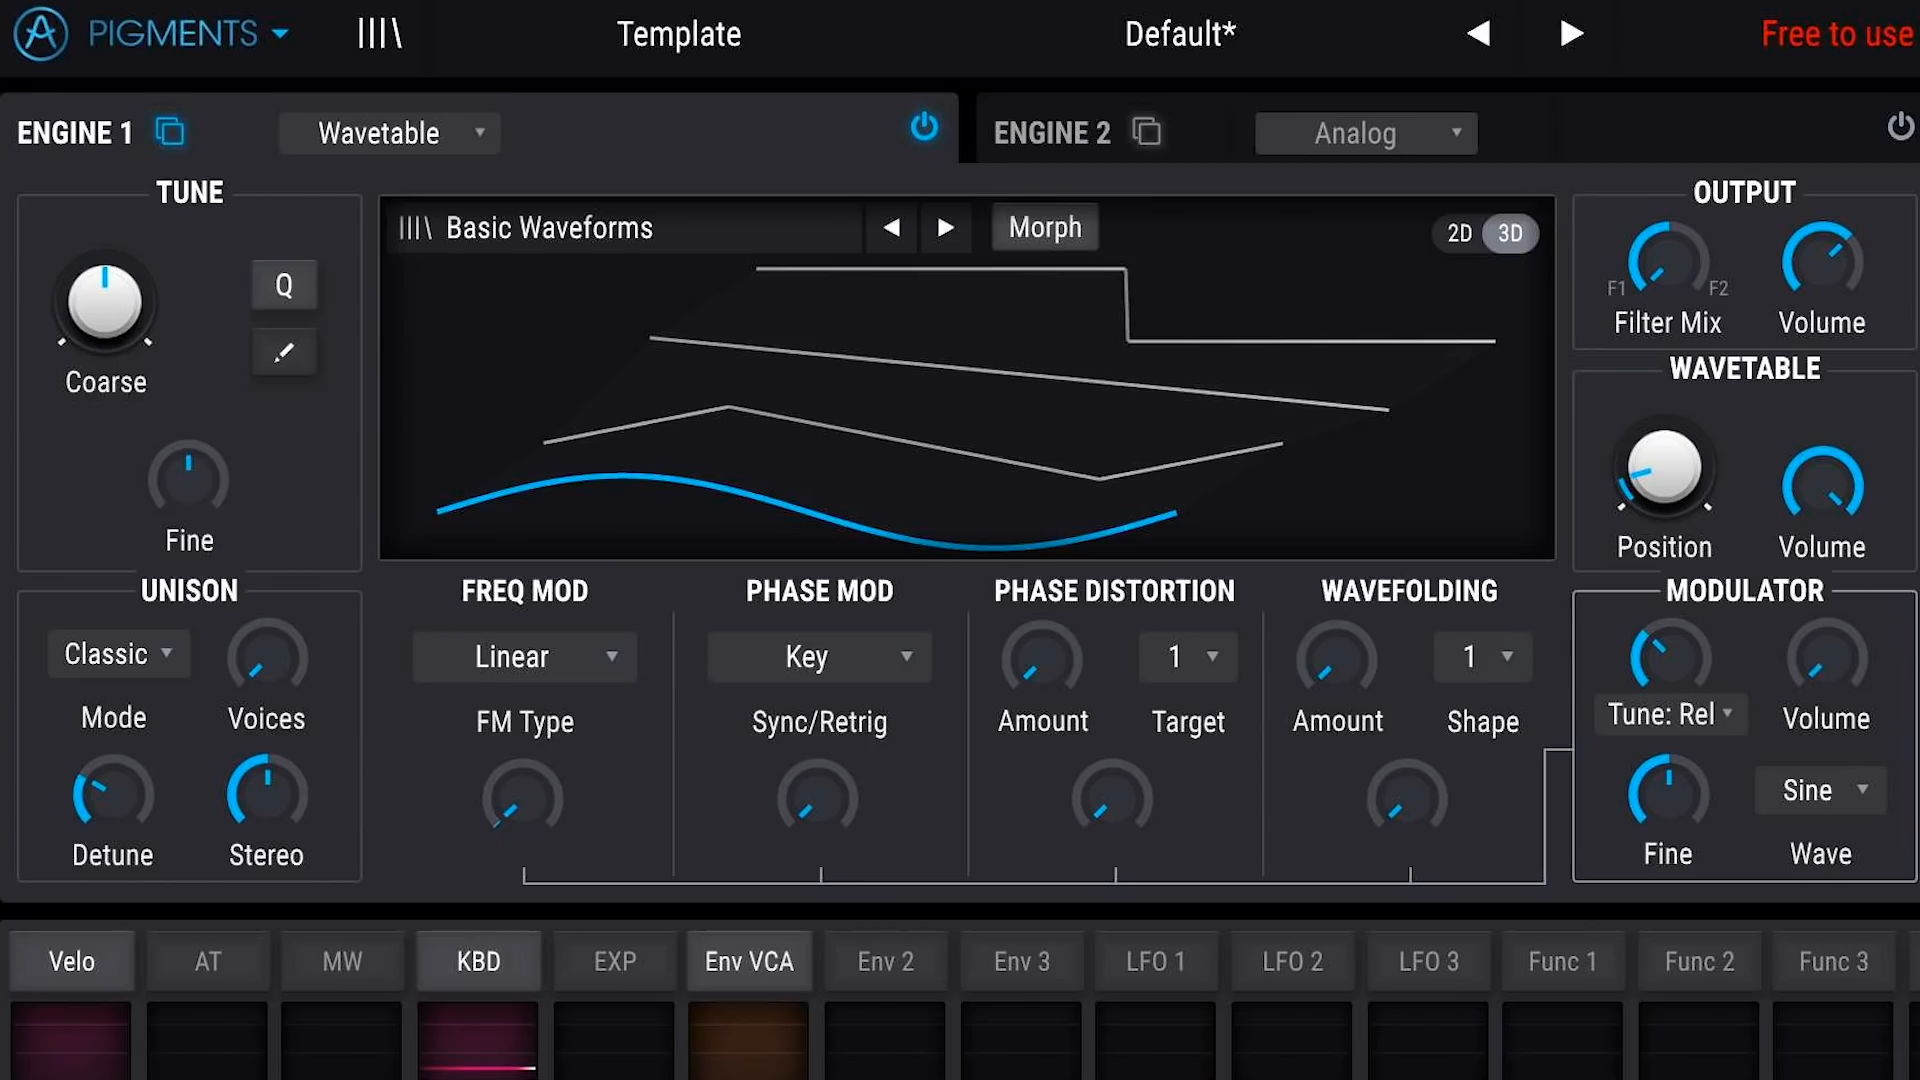 PIGMENTS
Template
Default*
Free to use
ENGINE 1
Wavetable
ENGINE 2
Analog
TUNE
Q
Coarse
Fine
Basic Waveforms
Morph
2D
3D
OUTPUT
F1
F2
Filter Mix
Volume
WAVETABLE
Position
Volume
UNISON
Classic
Mode
Voices
Detune
Stereo
FREQ MOD
Linear
FM Type
PHASE MOD
Key
Sync/Retrig
PHASE DISTORTION
1
Amount
Target
WAVEFOLDING
1
Amount
Shape
MODULATOR
Tune: Rel
Volume
Sine
Fine
Wave
Velo
AT
MW
KBD
EXP
Env VCA
Env 2
Env 3
LFO 1
LFO 2
LFO 3
Func 1
Func 2
Func 3